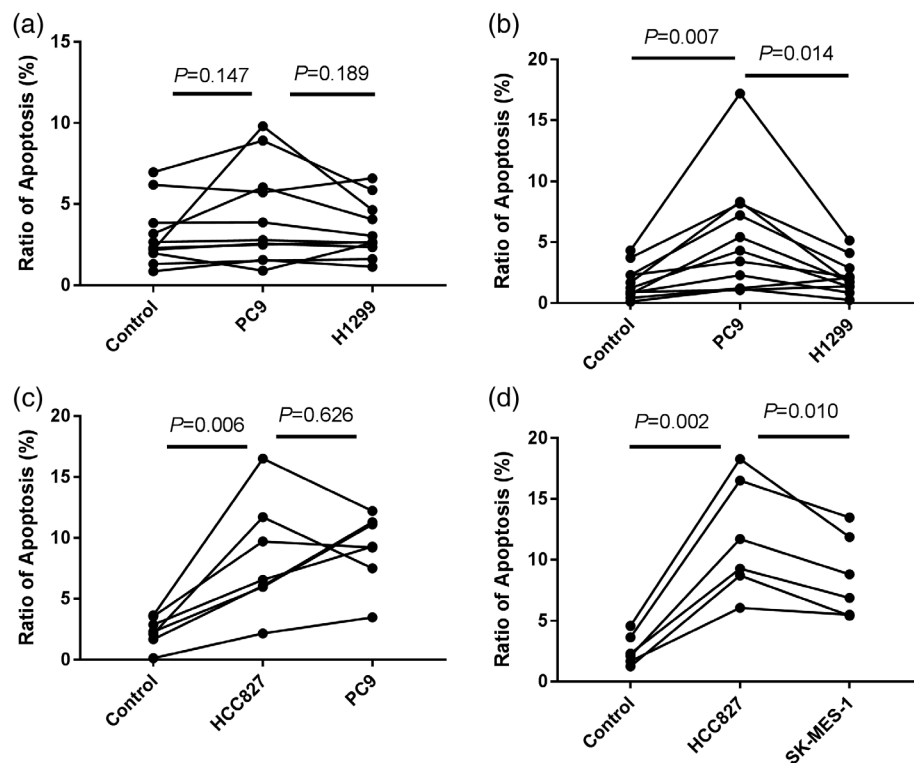 (a)
15
10
5
0
Ratio of Apoptosis (%)
P=0.147
P=0.189
Control
PC9
H1299
(b)
20
15
10
5
0
Ratio of Apoptosis (%)
P=0.007
P=0.014
Control
PC9
H1299
(c)
20
15
10
5
0
Ratio of Apoptosis (%)
P=0.006
P=0.626
Control
HCC827
PC9
(d)
20
15
10
5
0
Ratio of Apoptosis (%)
P=0.002
P=0.010
Control
HCC827
SK-MES-1